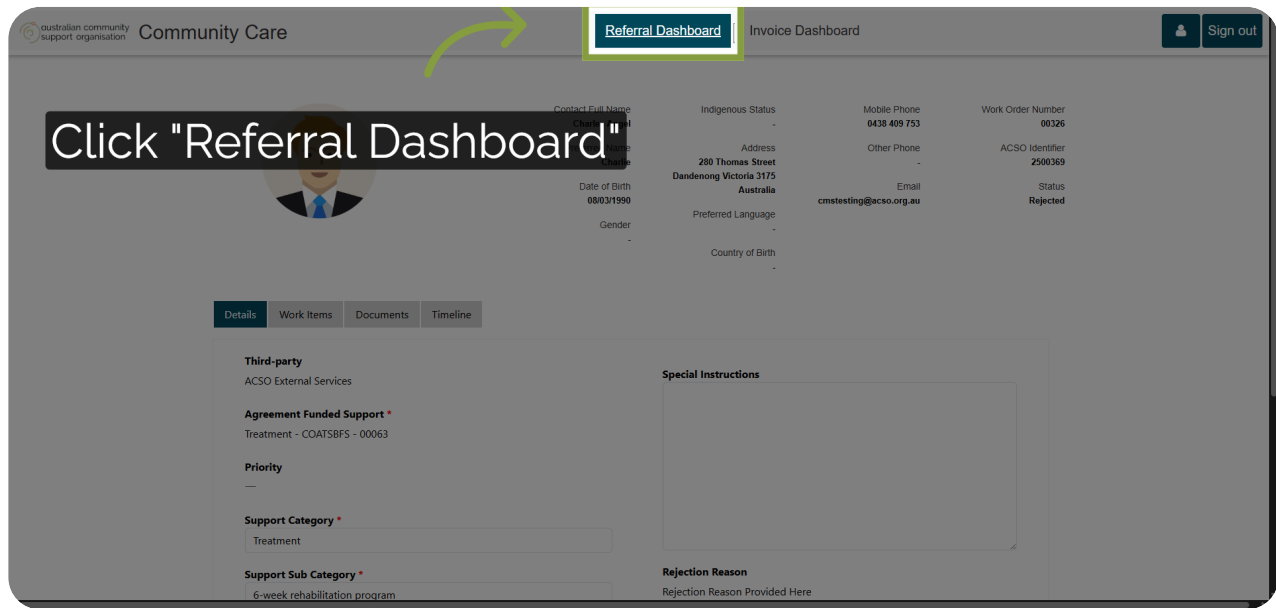 australian community
support organisation
Community Care
Referral Dashboard
Invoice Dashboard
Sign out
Click "Referral Dashboard"
Contact Full Name
Date of Birth
08/03/1990
Gender
-
Indigenous Status
-
Address
280 Thomas Street
Dandenong Victoria 3175
Australia
Preferred Language
-
Country of Birth
-
Mobile Phone
0438 409 753
Other Phone
-
Email
cmstesting@acso.org.au
Work Order Number
00326
ACSO Identifier
2500369
Status
Rejected
Details
Work Items
Documents
Timeline
Third-party
ACSO External Services
Agreement Funded Support *
Treatment - COATSBFS - 00063
Priority
—
Support Category *
Treatment
Support Sub Category *
6-week rehabilitation program
Special Instructions
Rejection Reason
Rejection Reason Provided Here